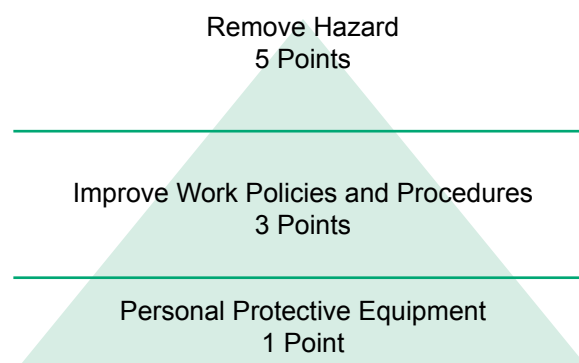 Remove Hazard
5 Points
Improve Work Policies and Procedures
3 Points
Personal Protective Equipment
1 Point